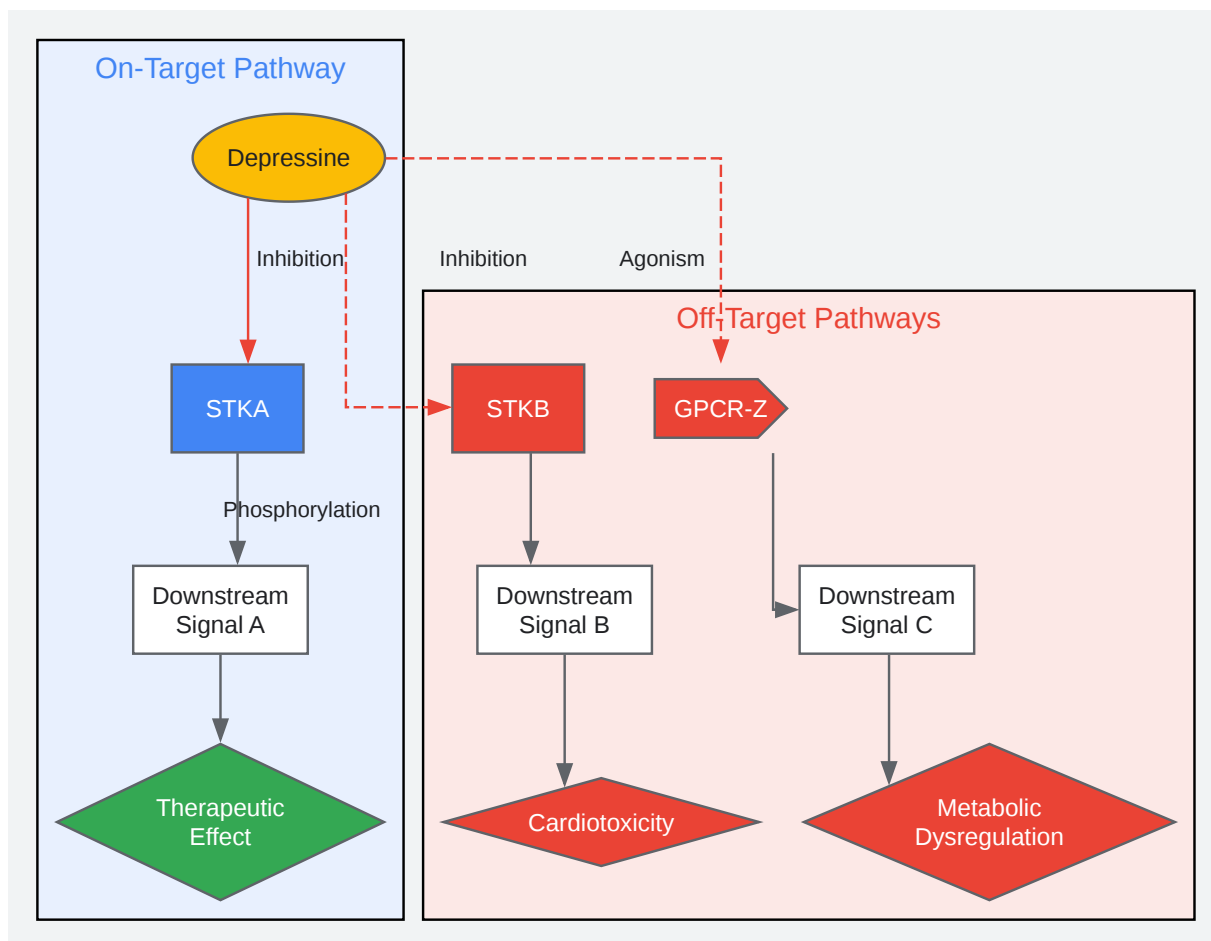 On-Target Pathway
Depressine
Inhibition
Inhibition
Agonism
Off-Target Pathways
STKA
STKB
GPCR-Z
Phosphorylation
Downstream
Signal A
Downstream
Signal B
Downstream
Signal C
Therapeutic
Effect
Cardiotoxicity
Metabolic
Dysregulation